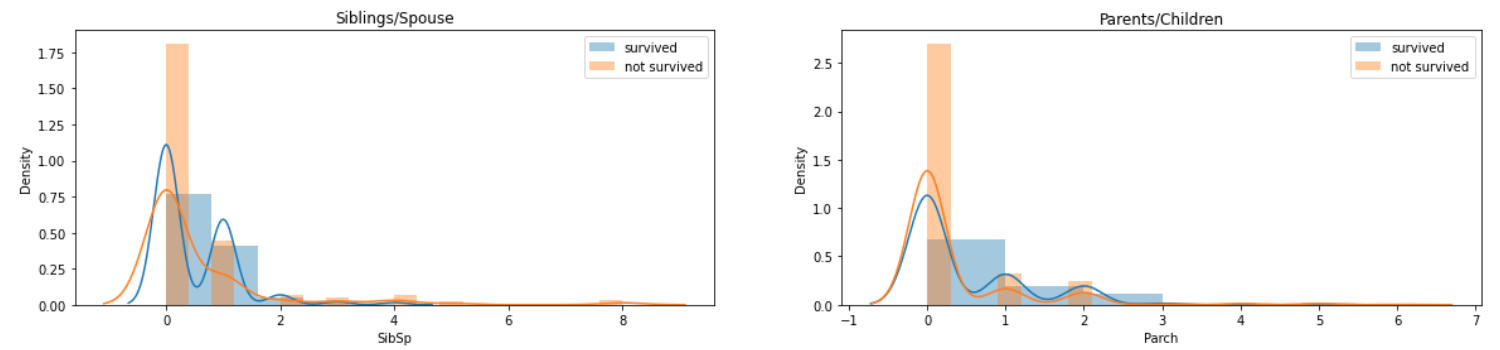 Siblings/Spouse
survived
not survived
1.75
1.50
1.25
1.00
0.75
0.50
0.25
0.00
Density
0
2
4
6
8
SibSp
Parents/Children
survived
not survived
2.5
2.0
1.5
1.0
0.5
0.0
Density
−1
0
1
2
3
4
5
6
7
Parch